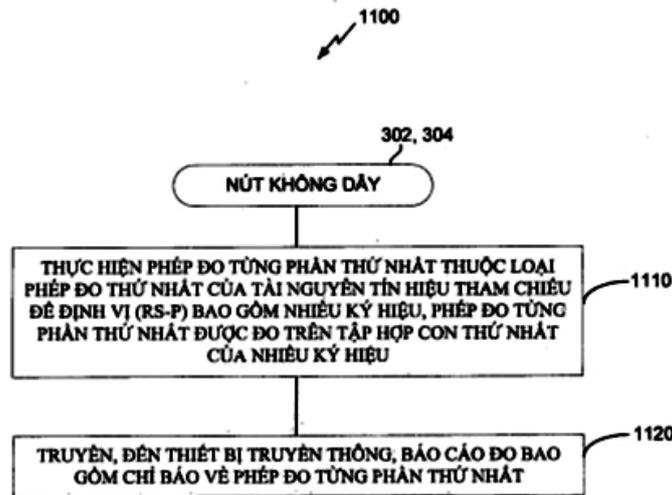 1100
302, 304
NÚT KHÔNG DÂY
THỰC HIỆN PHÉP ĐO TỪNG PHẦN THỨ NHẤT THUỘC LOẠI
PHÉP ĐO THỨ NHẤT CỦA TÀI NGUYÊN TÍN HIỆU THAM CHIẾU
ĐỂ ĐỊNH VỊ (RS-P) BAO GỒM NHIỀU KÝ HIỆU, PHÉP ĐO TỪNG
PHẦN THỨ NHẤT ĐƯỢC ĐO TRÊN TẬP HỢP CON THỨ NHẤT
CỦA NHIỀU KÝ HIỆU
1110
TRUYỀN, ĐẾN THIẾT BỊ TRUYỀN THÔNG, BÁO CÁO ĐO BAO
GỒM CHỈ BÁO VỀ PHÉP ĐO TỪNG PHẦN THỨ NHẤT
1120